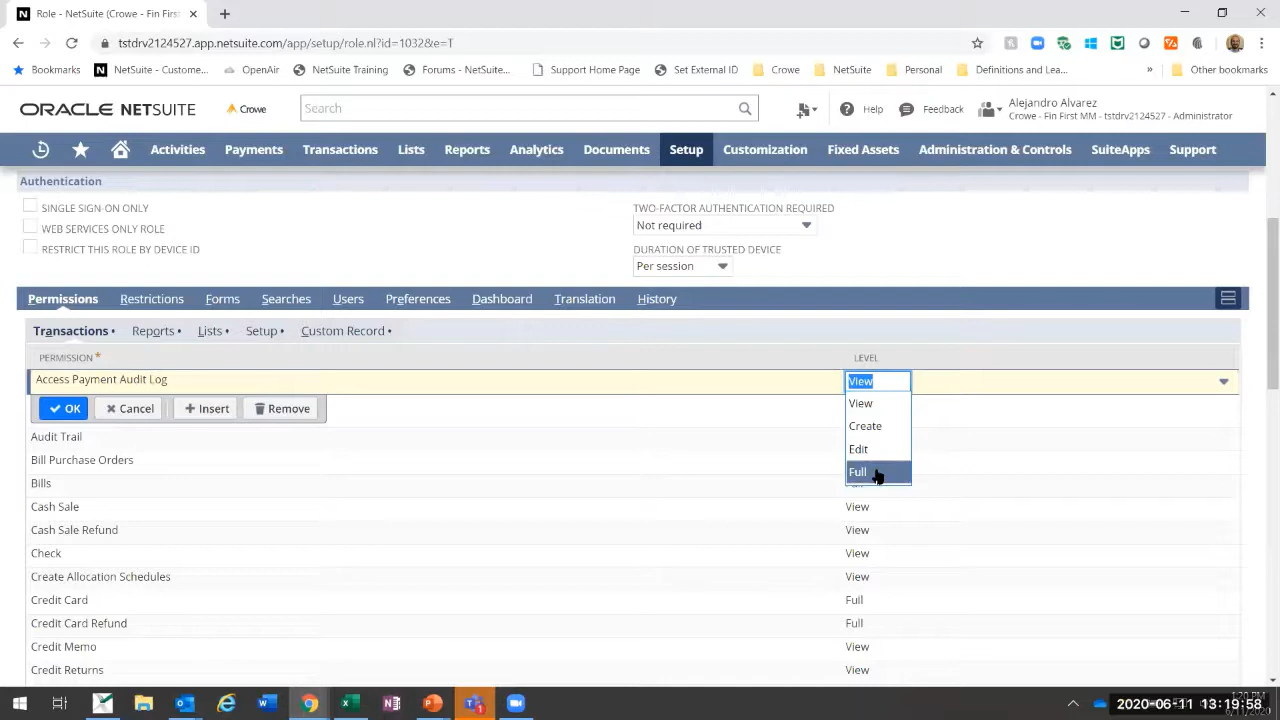 Role - NetSuite (Crowe - Fin First
tstdrv2124527.app.netsuite.com/app/setup/role.nl?id=1032&e=T
Bookmarks NetSuite - Custome... OpenAir NetSuite Training Forums - NetSuite... Support Home Page Set External ID Crowe NetSuite Personal Definitions and Lea... » Other bookmarks
ORACLE NETSUITE Crowe Search Help Feedback Alejandro Alvarez
Crowe - Fin First MM - tstdrv2124527 - Administrator
Activities Payments Transactions Lists Reports Analytics Documents Setup Customization Fixed Assets Administration & Controls SuiteApps Support
Authentication
SINGLE SIGN-ON ONLY TWO-FACTOR AUTHENTICATION REQUIRED
WEB SERVICES ONLY ROLE Not required
RESTRICT THIS ROLE BY DEVICE ID DURATION OF TRUSTED DEVICE
Per session
Permissions Restrictions Forms Searches Users Preferences Dashboard Translation History
Transactions • Reports • Lists • Setup • Custom Record •
PERMISSION * LEVEL
Access Payment Audit Log View
View
OK Cancel Insert Remove
Create
Audit Trail
Edit
Bill Purchase Orders
Full
Bills
Cash Sale View
Cash Sale Refund View
Check View
Create Allocation Schedules View
Credit Card Full
Credit Card Refund Full
Credit Memo View
Credit Returns View
1:20 PM
2020-06-11 13:19:58